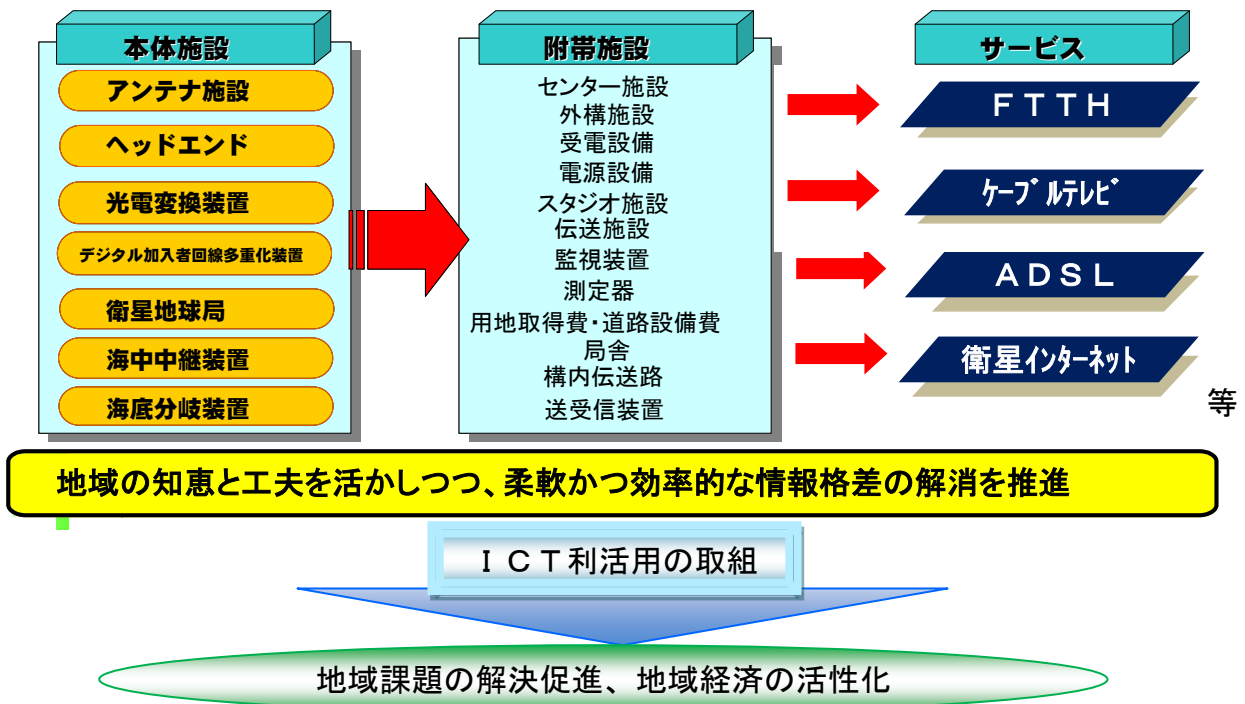 本体施設
アンテナ施設
ヘッドエンド
光電変換装置
デジタル加入者回線多重化装置
衛星地球局
海中中継装置
海底分岐装置
附帯施設
センター施設
外構施設
受電設備
電源設備
スタジオ施設
伝送施設
監視装置
測定器
用地取得費・道路設備費
局舎
構内伝送路
送受信装置
サービス
ＦＴＴＨ
ｹｰﾌﾞﾙﾃﾚﾋﾞ
ＡＤＳＬ
衛星ｲﾝﾀｰﾈｯﾄ
等
地域の知恵と工夫を活かしつつ、柔軟かつ効率的な情報格差の解消を推進
ＩＣＴ利活用の取組
地域課題の解決促進、地域経済の活性化